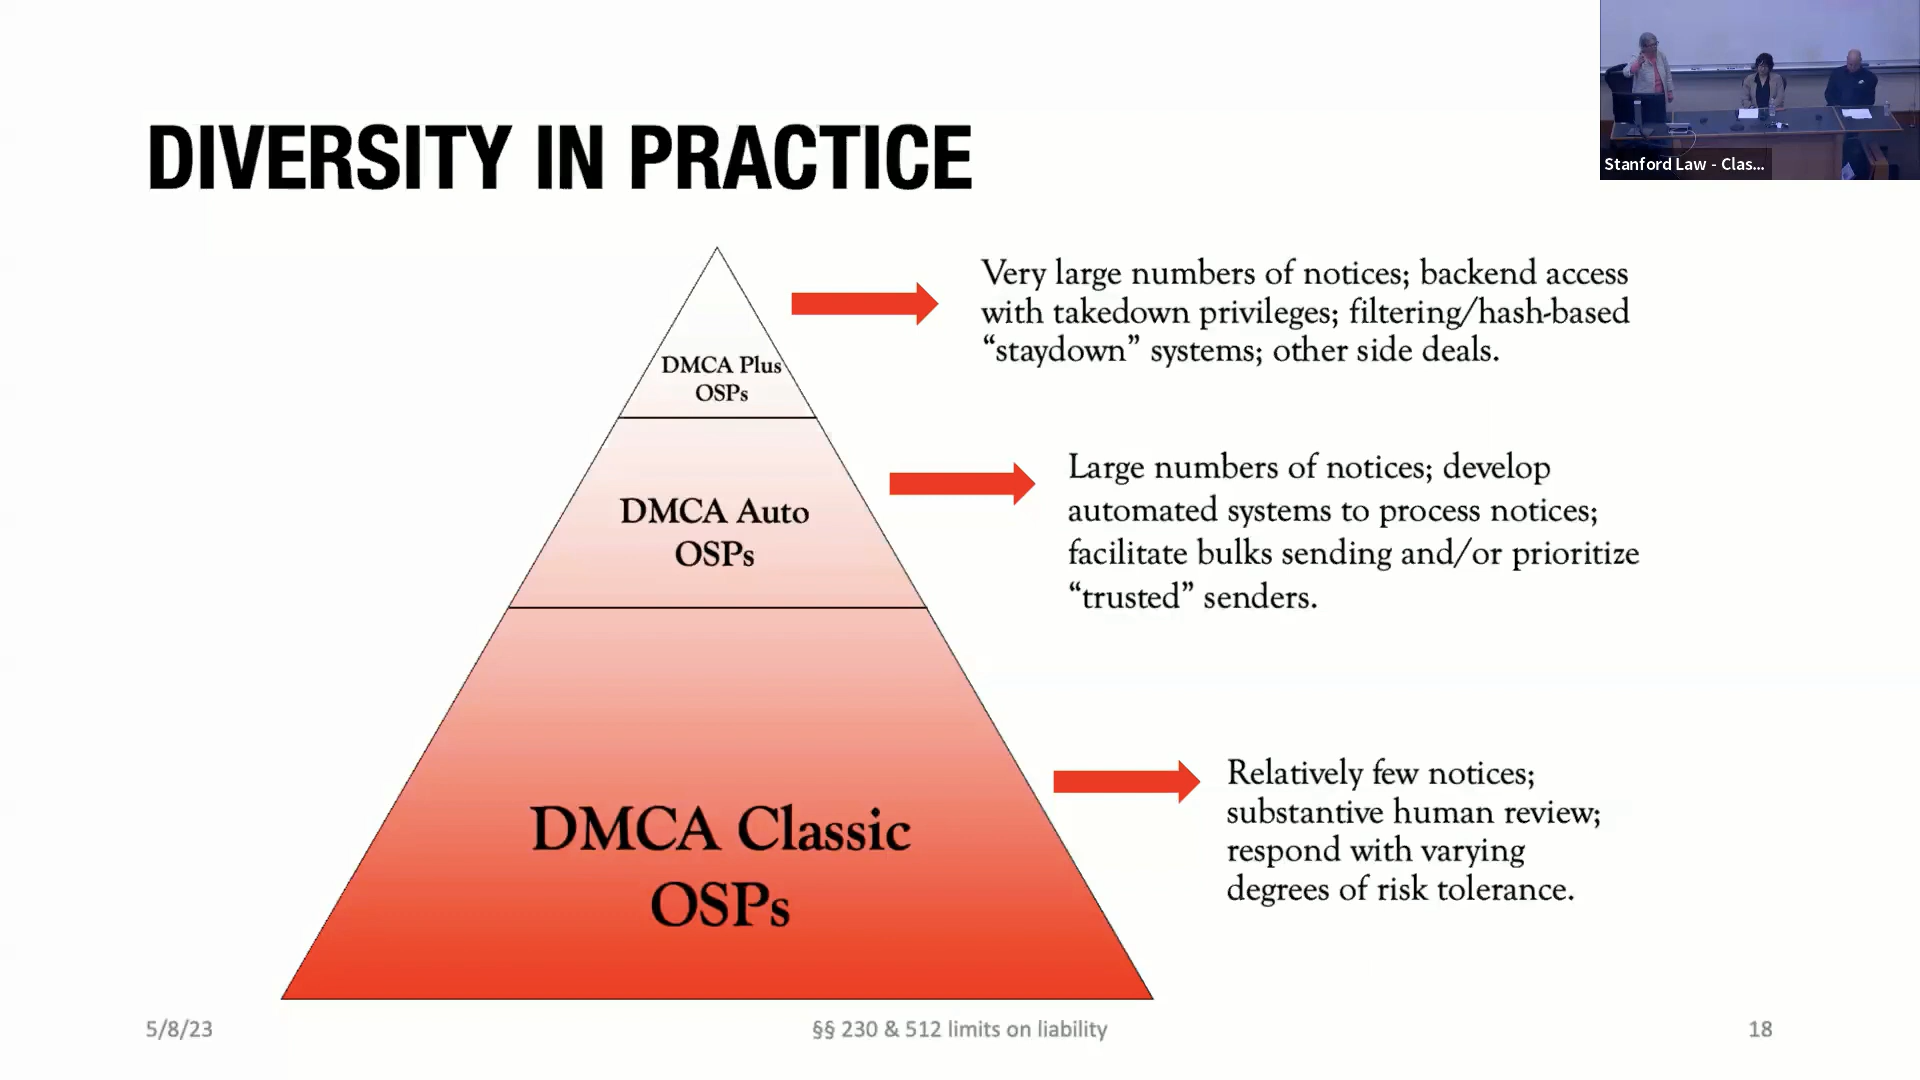 DIVERSITY IN PRACTICE
Stanford Law - Clas...
Very large numbers of notices; backend access
with takedown privileges; filtering/hash-based
“staydown” systems; other side deals.
DMCA Plus
OSPs
Large numbers of notices; develop
automated systems to process notices;
facilitate bulks sending and/or prioritize
“trusted” senders.
DMCA Auto
OSPs
Relatively few notices;
substantive human review;
respond with varying
degrees of risk tolerance.
DMCA Classic
OSPs
5/8/23
§§ 230 & 512 limits on liability
18